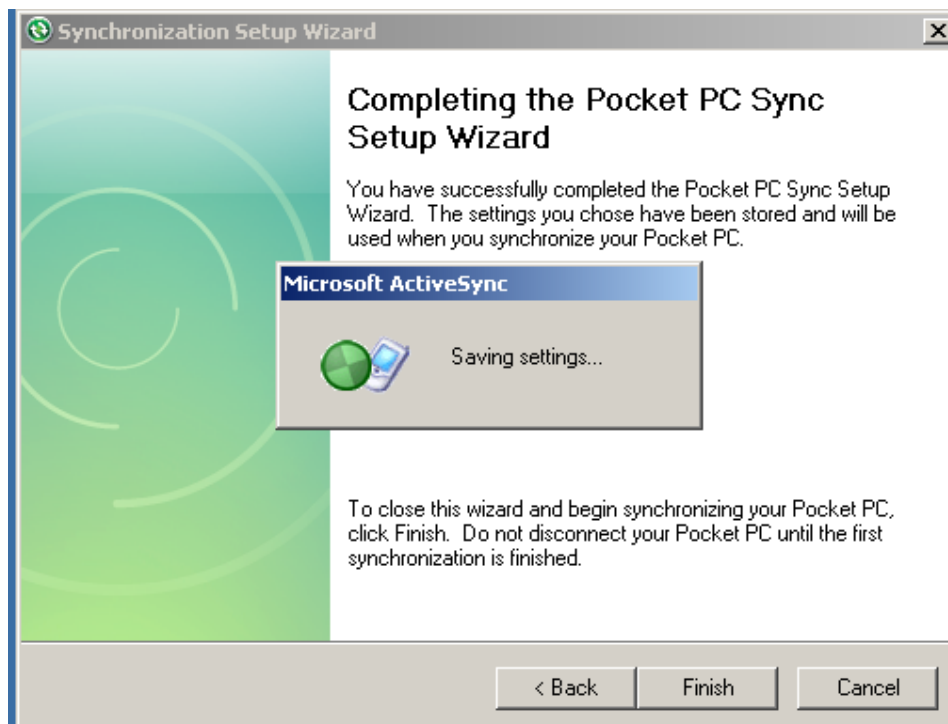 Synchronization Setup Wizard
Completing the Pocket PC Sync
Setup Wizard
You have successfully completed the Pocket PC Sync Setup
Wizard. The settings you chose have been stored and will be
used when you synchronize your Pocket PC.
Microsoft ActiveSync
Saving settings...
To close this wizard and begin synchronizing your Pocket PC,
click Finish. Do not disconnect your Pocket PC until the first
synchronization is finished.
< Back
Finish
Cancel